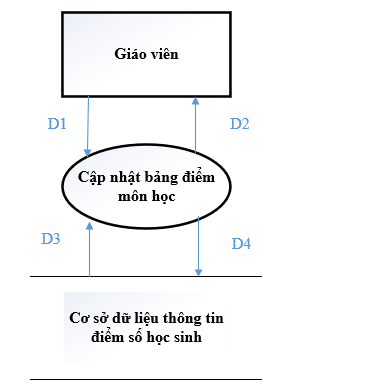 Giáo viên
D1
D2
Cập nhật bảng điểm
môn học
D3
D4
Cơ sở dữ liệu thông tin
điểm số học sinh